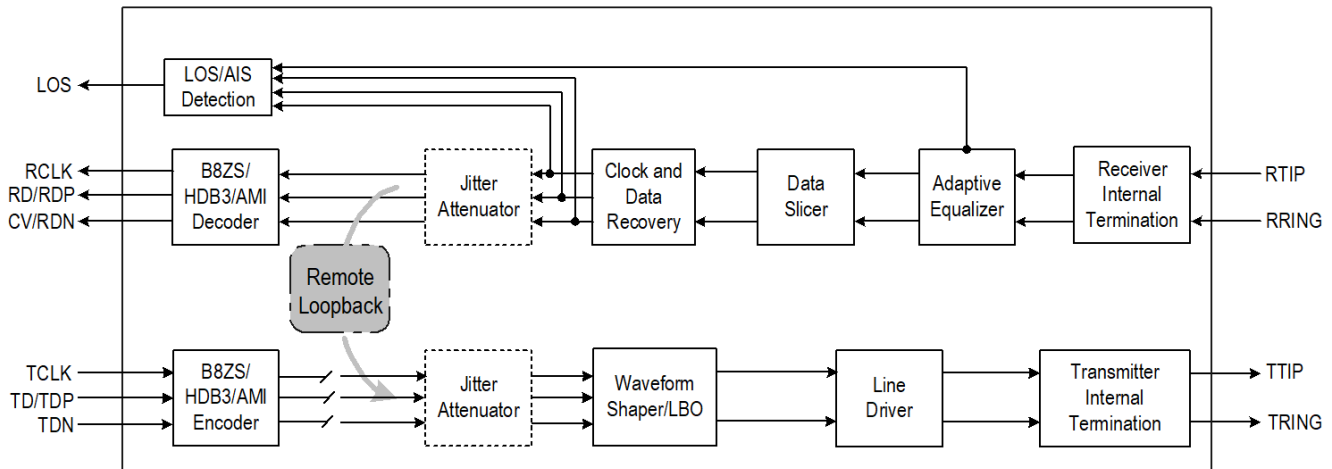 LOS
LOS/AIS
Detection
RCLK
RD/RDP
CV/RDN
B8ZS/
HDB3/AMI
Decoder
Jitter
Attenuator
Clock and
Data
Recovery
Data
Slicer
Adaptive
Equalizer
Receiver
Internal
Termination
RTIP
RRING
Remote
Loopback
TCLK
TD/TDP
TDN
B8ZS/
HDB3/AMI
Encoder
Jitter
Attenuator
Waveform
Shaper/LBO
Line
Driver
Transmitter
Internal
Termination
TTIP
TRING